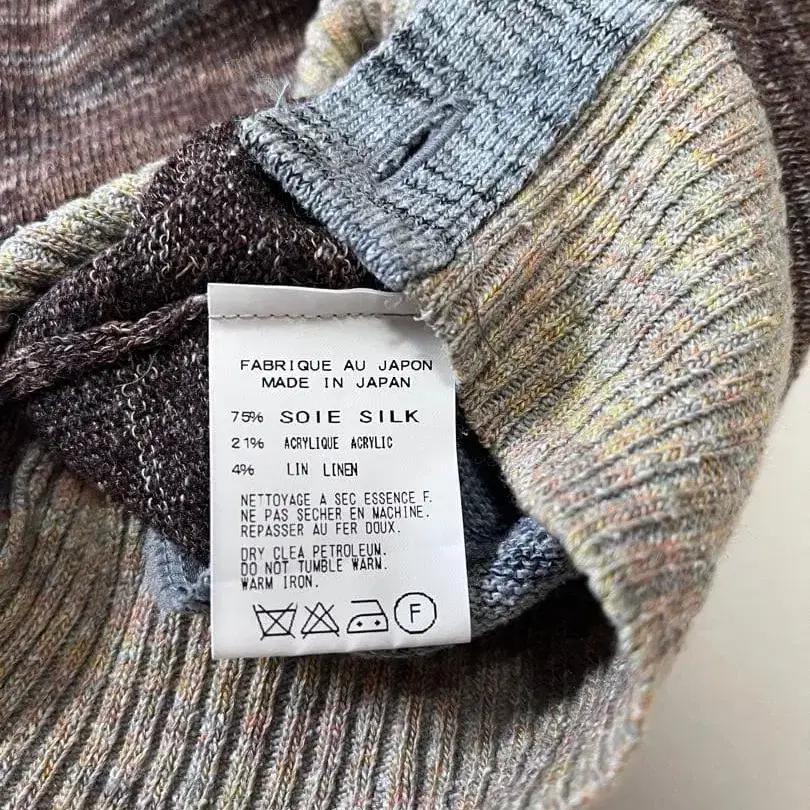 FABRIQUE AU JAPON
MADE IN JAPAN
75% SOIE SILK
21% ACRYLIQUE ACRYLIC
4% LIN LINEN
NETTOYAGE A SEC ESSENCE F.
NE PAS SECHER EN MACHINE.
REPASSER AU FER DOUX.
DRY CLEA PETROLEUM.
DO NOT TUMBLE WARM.
WARM IRON.
F